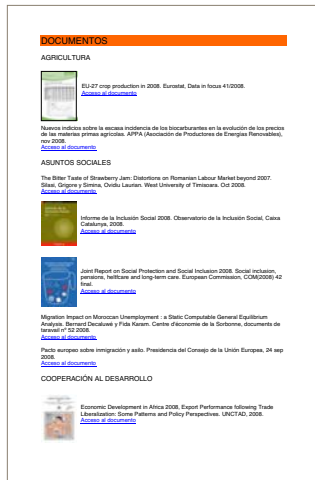 DOCUMENTOS
AGRICULTURA
EU-27 crop production in 2008. Eurostat, Data in focus 41/2008.
Acceso al documento
Nuevos indicios sobre la escasa incidencia de los biocarburantes en la evolución de los precios
de las materias primas agrícolas. APPA (Asociación de Productores de Energías Renovables),
nov 2008.
Acceso al documento
ASUNTOS SOCIALES
The Bitter Taste of Strawberry Jam: Distortions on Romanian Labour Market beyond 2007.
Silasi, Grigore y Simina, Ovidiu Laurian. West University of Timisoara. Oct 2008.
Acceso al documento
Informe de la Inclusión Social 2008. Observatorio de la Inclusión Social, Caixa
Catalunya, 2008.
Acceso al documento
Joint Report on Social Protection and Social Inclusion 2008. Social inclusion,
pensions, heltfcare and long-term care. European Commission, COM(2008) 42
final.
Acceso al documento
Migration Impact on Moroccan Unemployment : a Static Computable General Equilibrium
Analysis. Bernard Decaluwé y Fida Karam. Centre d'économie de la Sorbonne, documents de
taravail nº 52 2008.
Acceso al documento
Pacto europeo sobre inmigración y asilo. Presidencia del Consejo de la Unión Europea, 24 sep
2008.
Acceso al documento
COOPERACIÓN AL DESARROLLO
Economic Development in Africa 2008, Export Performance following Trade
Liberalization: Some Patterns and Policy Perspectives. UNCTAD, 2008.
Acceso al documento